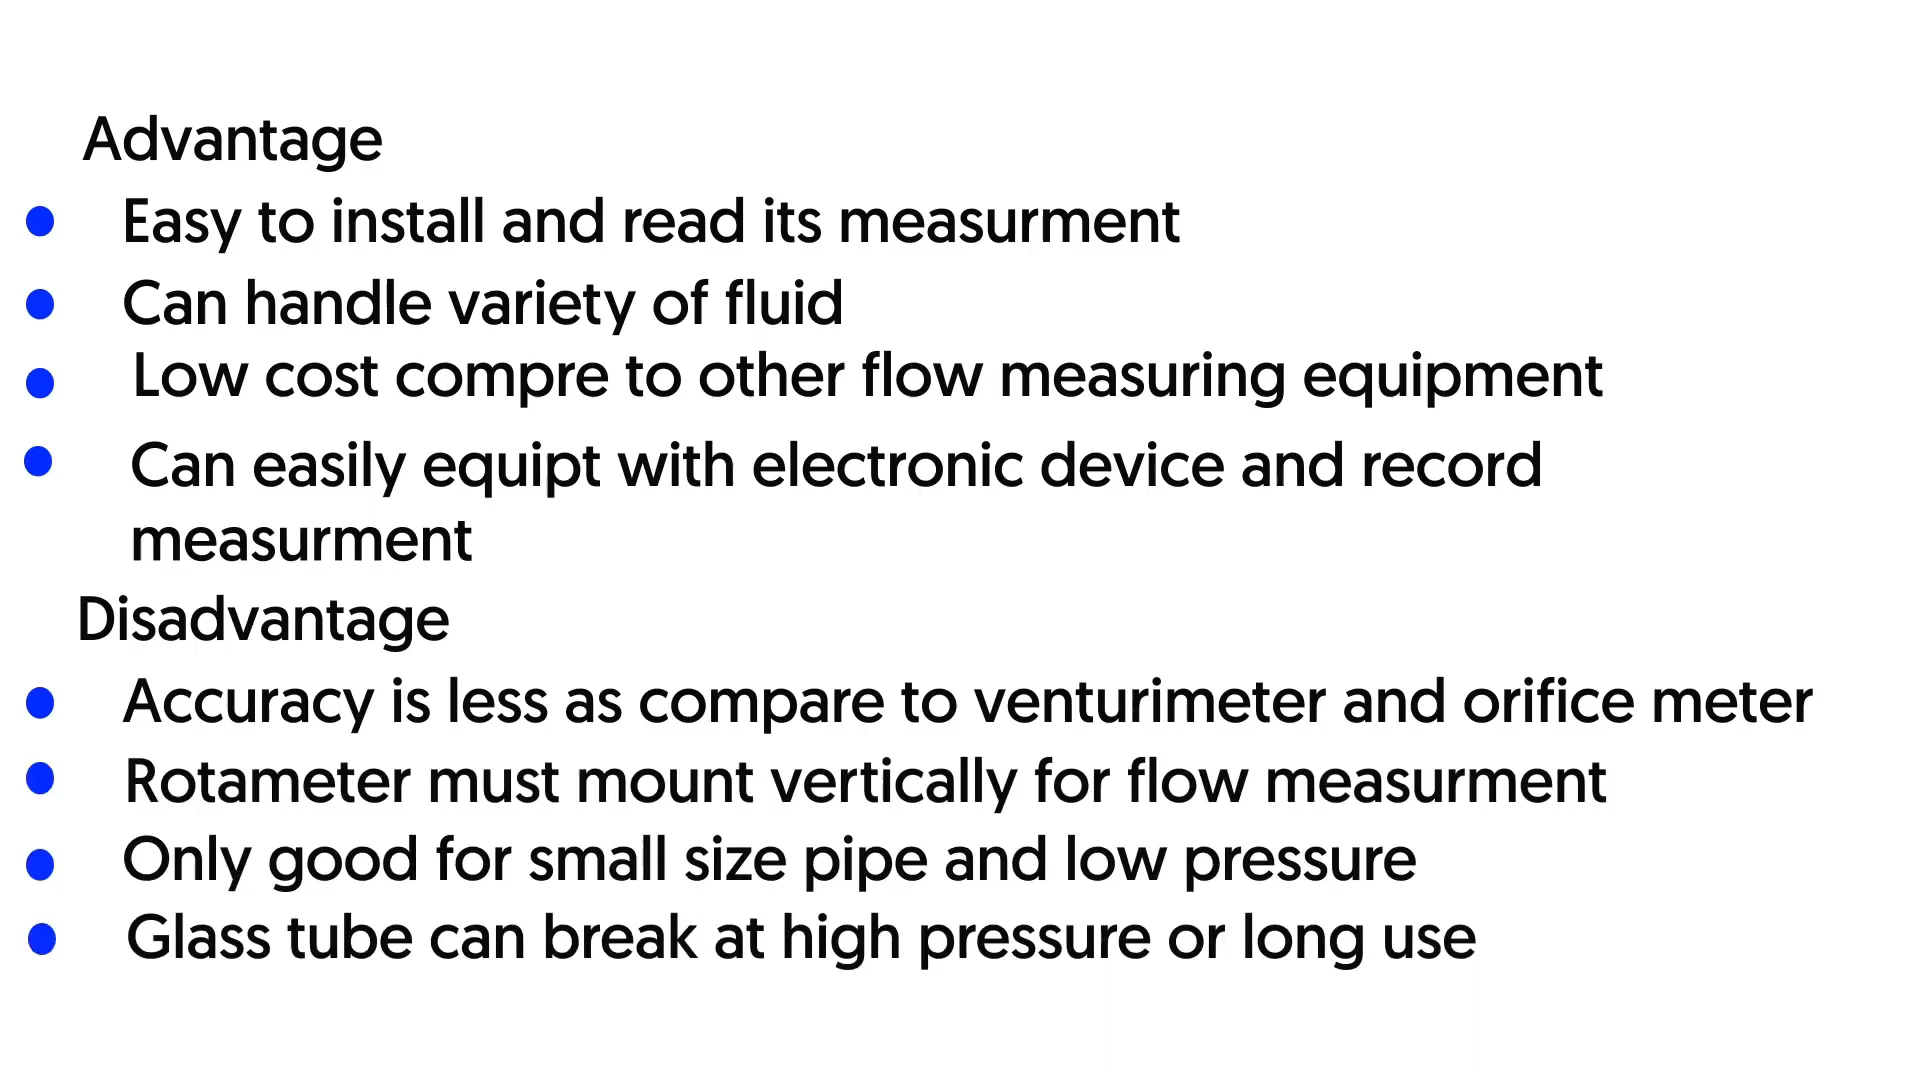 Advantage
Easy to install and read its measurment
Can handle variety of fluid
Low cost compre to other flow measuring equipment
Can easily equipt with electronic device and record
measurment
Disadvantage
Accuracy is less as compare to venturimeter and orifice meter
Rotameter must mount vertically for flow measurment
Only good for small size pipe and low pressure
Glass tube can break at high pressure or long use